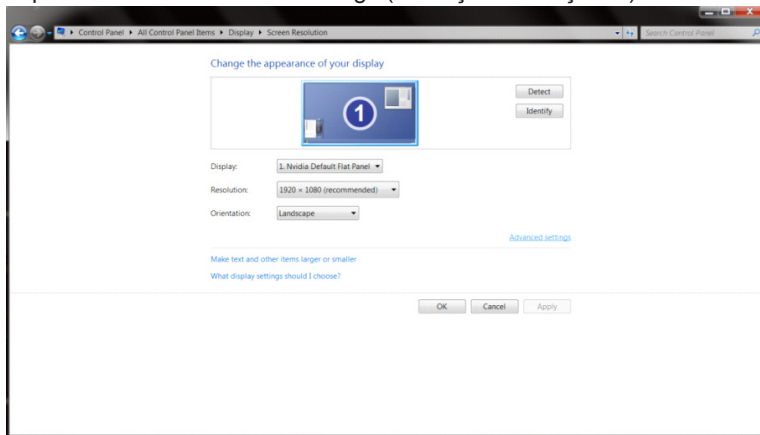 Control Panel ▸ All Control Panel Items ▸ Display ▸ Screen Resolution
Search Control Panel
Change the appearance of your display
1
Detect
Identify
Display: 1. Nvidia Default Flat Panel
Resolution: 1920 × 1080 (recommended)
Orientation: Landscape
Advanced settings
Make text and other items larger or smaller
What display settings should I choose?
OK Cancel Apply